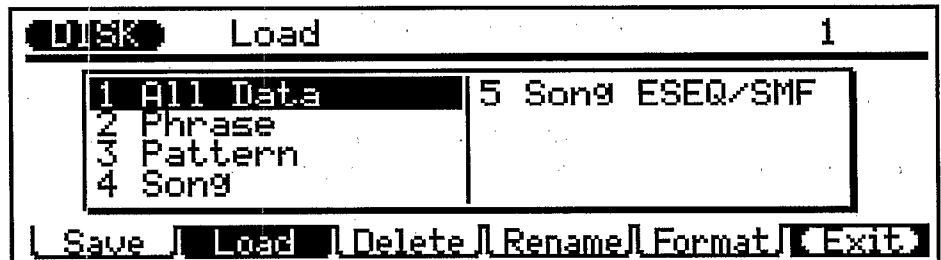 DISK Load 1
1 All Data
2 Phrase
3 Pattern
4 Song
5 Song ESEQ/SMF
Save Load Delete Rename Format Exit